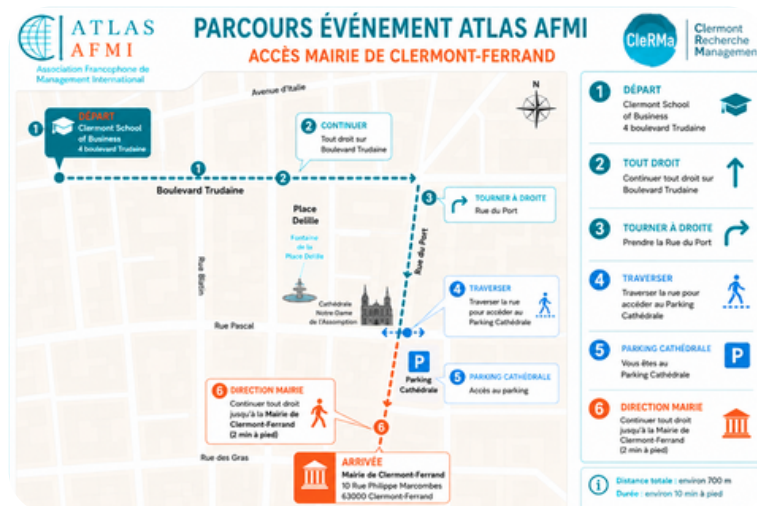 ATLAS
AFMI
Association Francophone de
Management International
PARCOURS ÉVÉNEMENT ATLAS AFMI
ACCÈS MAIRIE DE CLERMONT-FERRAND
CleRMa
Clermont
Recherche
Management
Avenue d'Italie
N
1
DÉPART
Clermont School
of Business
4 boulevard Trudaine
2 CONTINUER
Tout droit sur
Boulevard Trudaine
1
2
Boulevard Trudaine
3
TOURNER À DROITE
Rue du Port
Place
Delille
Fontaine
de la
Place Delille
Rue du Port
Rue Blatin
Cathédrale
Notre Dame
de l'Assomption
4 TRAVERSER
Traverser la rue
pour accéder au
Parking Cathédrale
Rue Pascal
P
Parking
Cathédrale
5 PARKING CATHÉDRALE
Accès au parking
6 DIRECTION MAIRIE
Continuer tout droit
jusqu'à la Mairie de
Clermont-Ferrand
(2 min à pied)
6
Rue des Gras
ARRIVÉE
Mairie de Clermont-Ferrand
10 Rue Philippe Marcombes
63000 Clermont-Ferrand
1 DÉPART
Clermont School
of Business
4 boulevard Trudaine
2 TOUT DROIT
Continuer tout droit sur
Boulevard Trudaine
3 TOURNER À DROITE
Prendre la Rue du Port
4 TRAVERSER
Traverser la rue pour
accéder au Parking
Cathédrale
5 PARKING CATHÉDRALE
Vous êtes au
Parking Cathédrale
P
6 DIRECTION MAIRIE
Continuer tout droit
jusqu'à la Mairie de
Clermont-Ferrand
(2 min à pied)
Distance totale : environ 700 m
Durée : environ 10 min à pied